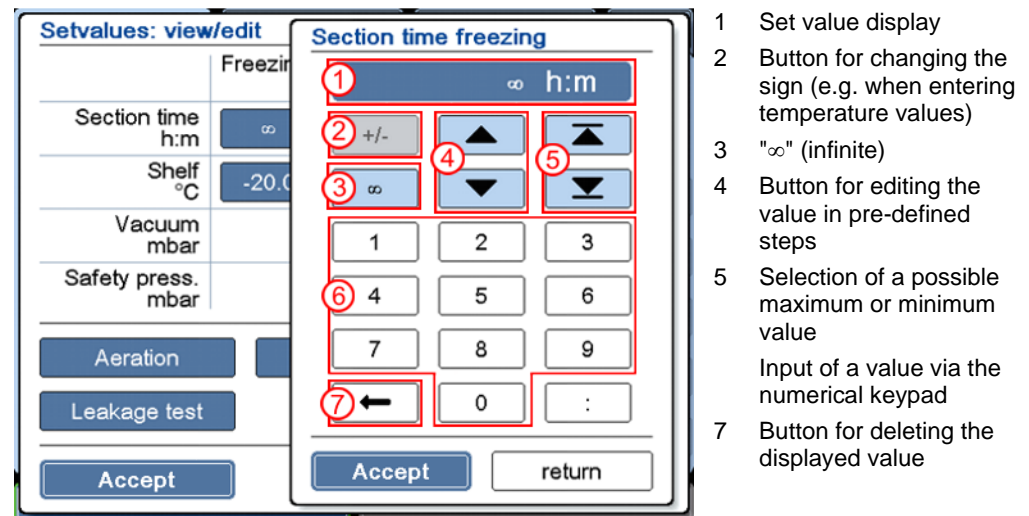 Setvalues: view/edit
Section time freezing
Freezin
1
∞ h:m
Section time
h:m
∞
2
+/-
▲
4
5
Shelf
°C
-20.0
3
∞
▼
Vacuum
mbar
1
2
3
Safety press.
mbar
6
4
5
6
Aeration
7
8
9
Leakage test
7
←
0
:
Accept
Accept
return
1 Set value display
2 Button for changing the
sign (e.g. when entering
temperature values)
3 "∞" (infinite)
4 Button for editing the
value in pre-defined
steps
5 Selection of a possible
maximum or minimum
value
Input of a value via the
numerical keypad
7 Button for deleting the
displayed value